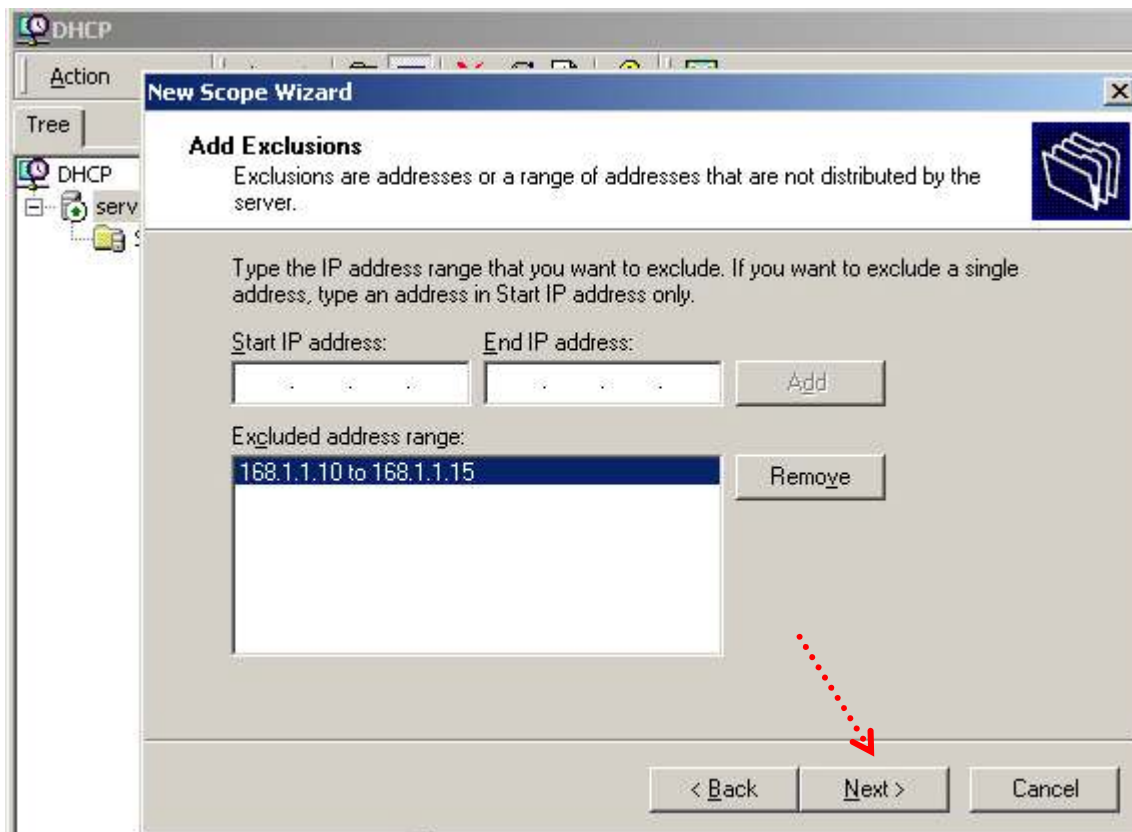 DHCP
Action
New Scope Wizard
Tree
Add Exclusions
DHCP
Exclusions are addresses or a range of addresses that are not distributed by the
server.
serv
Type the IP address range that you want to exclude. If you want to exclude a single
address, type an address in Start IP address only.
Start IP address: End IP address:
. . . . . . Add
Excluded address range:
168.1.1.10 to 168.1.1.15
Remove
< Back Next > Cancel